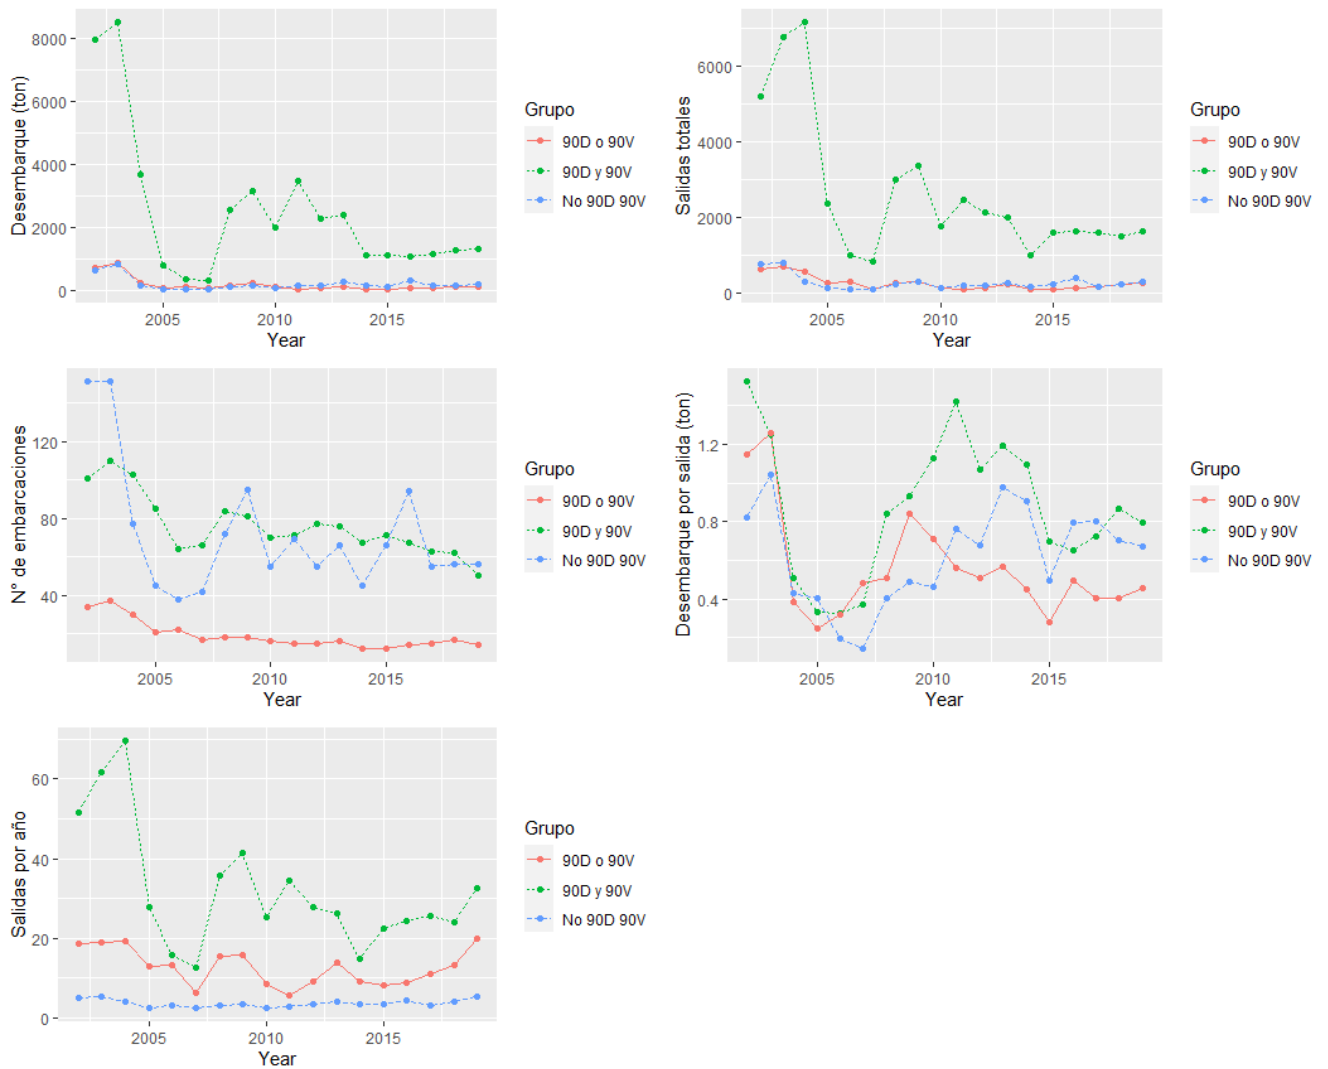 Desembarque (ton)
8000
6000
4000
2000
0
2005
2010
2015
Year
Grupo
90D o 90V
90D y 90V
No 90D 90V
Salidas totales
6000
4000
2000
0
2005
2010
2015
Year
Grupo
90D o 90V
90D y 90V
No 90D 90V
N° de embarcaciones
120
80
40
2005
2010
2015
Year
Grupo
90D o 90V
90D y 90V
No 90D 90V
Desembarque por salida (ton)
1.2
0.8
0.4
2005
2010
2015
Year
Grupo
90D o 90V
90D y 90V
No 90D 90V
Salidas por año
60
40
20
0
2005
2010
2015
Year
Grupo
90D o 90V
90D y 90V
No 90D 90V